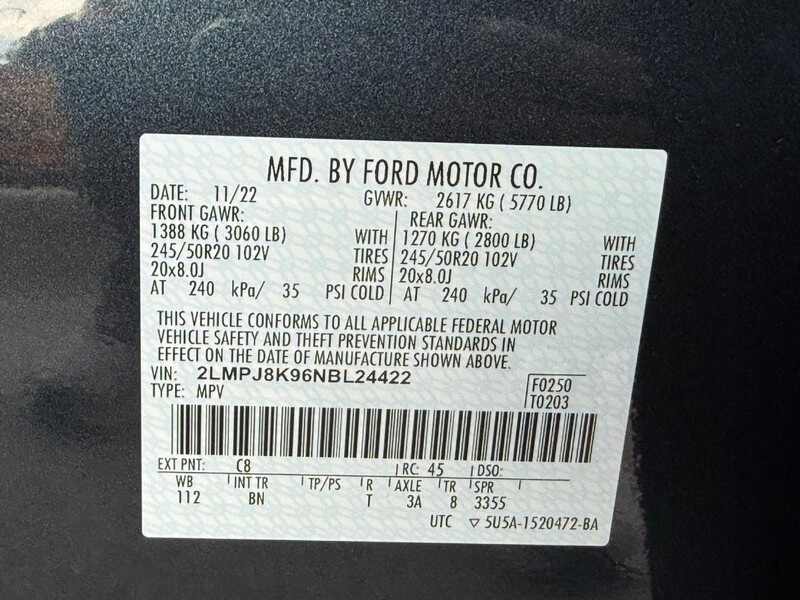 MFD. BY FORD MOTOR CO.
DATE: 11/22 GVWR: 2617 KG ( 5770 LB)
FRONT GAWR: REAR GAWR:
1388 KG ( 3060 LB) WITH 1270 KG ( 2800 LB) WITH
245/50R20 102V TIRES 245/50R20 102V TIRES
20x8.0J RIMS 20x8.0J RIMS
AT 240 kPa/ 35 PSI COLD AT 240 kPa/ 35 PSI COLD
THIS VEHICLE CONFORMS TO ALL APPLICABLE FEDERAL MOTOR
VEHICLE SAFETY AND THEFT PREVENTION STANDARDS IN
EFFECT ON THE DATE OF MANUFACTURE SHOWN ABOVE.
VIN: 2LMPJ8K96NBL24422 F0250
TYPE: MPV T0203
EXT PNT: C8 RC: 45 DSO:
WB INT TR TP/PS R AXLE TR SPR
112 BN T 3A 8 3355
UTC ▽ 5U5A-1520472-BA